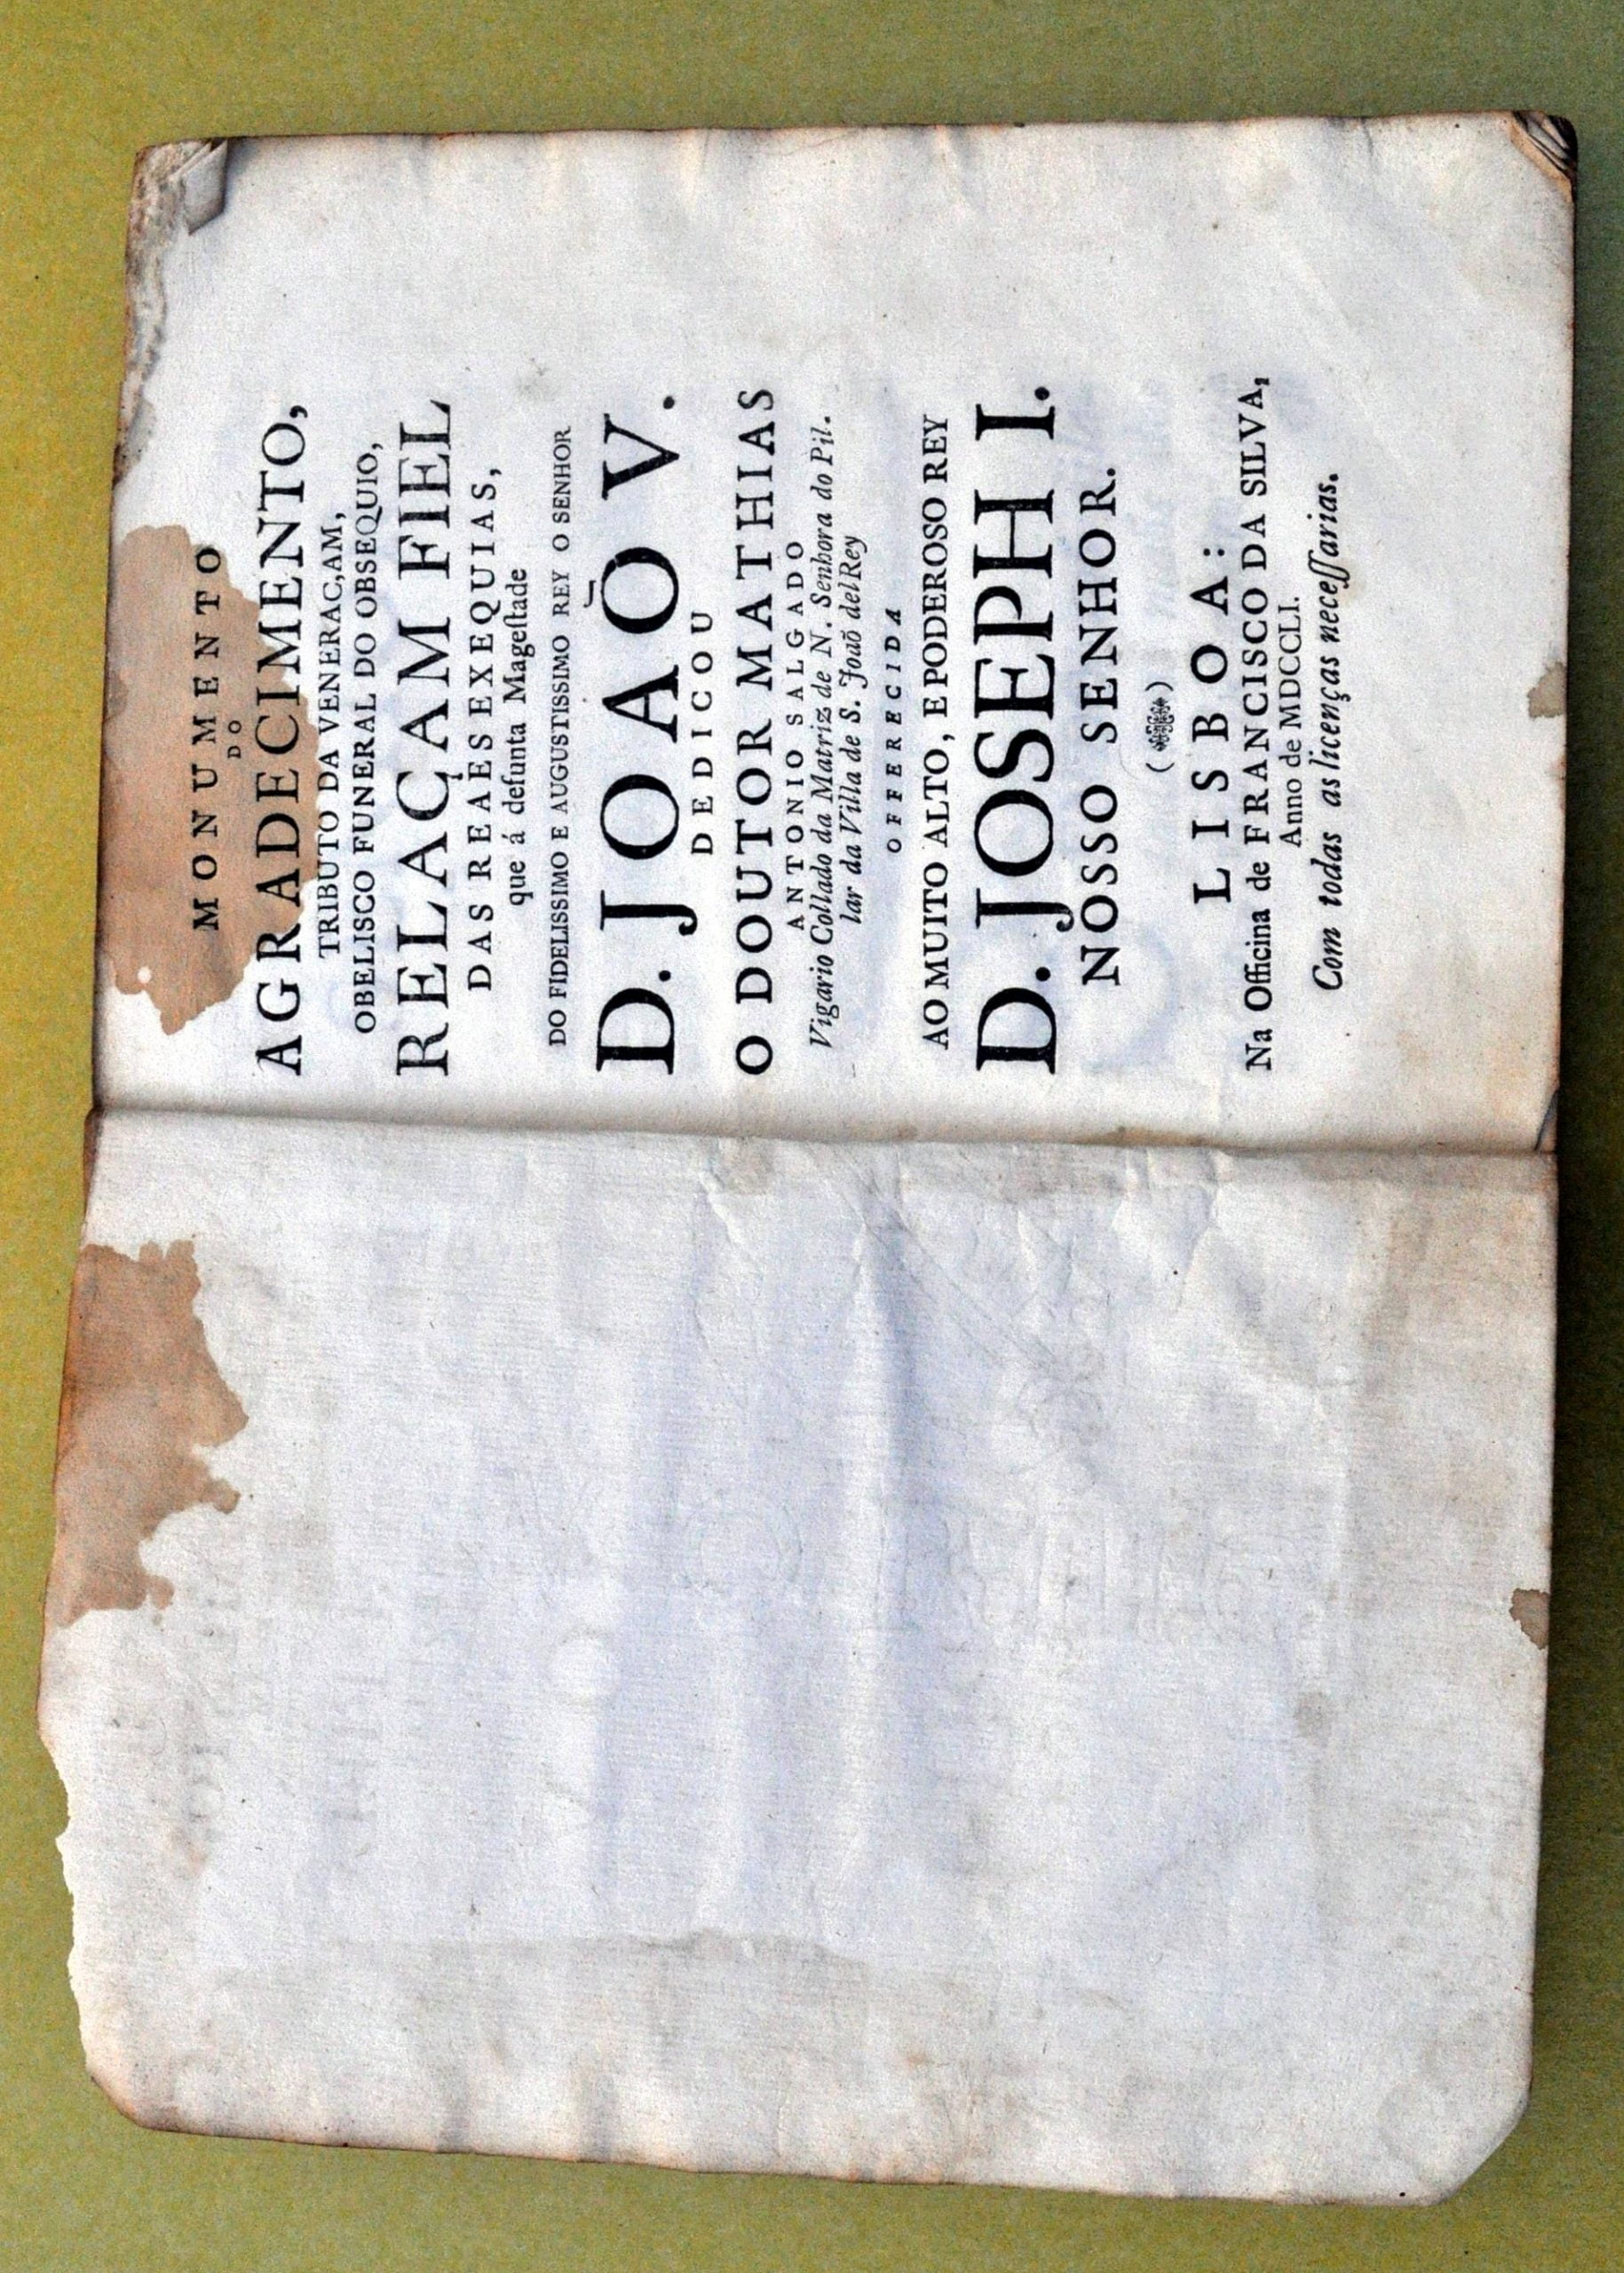 MONUMENTO
DO
AGRADECIMENTO,
TRIBUTO DA VENERAC,AM,
OBELISCO FUNERAL DO OBSEQUIO,
RELAÇAM FIEL
DAS REAES EXEQUIAS,
que á defunta Mageſtade
DO FIDELISSIMO E AUGUSTISSIMO REY O SENHOR
D. JOAÕ V.
DEDICOU
O DOUTOR MATHIAS
ANTONIO SALGADO
Vigario Collado da Matriz de N. Senhora do Pil.
lar da Villa de S. Joaõ delRey
OFFERECIDA
AO MUITO ALTO, E PODEROSO REY
D. JOSEPH I.
NOSSO SENHOR.
LISBOA:
Na Officina de FRANCISCO DA SILVA,
Anno de MDCCLI.
Com todas as licenças neceſſarias.